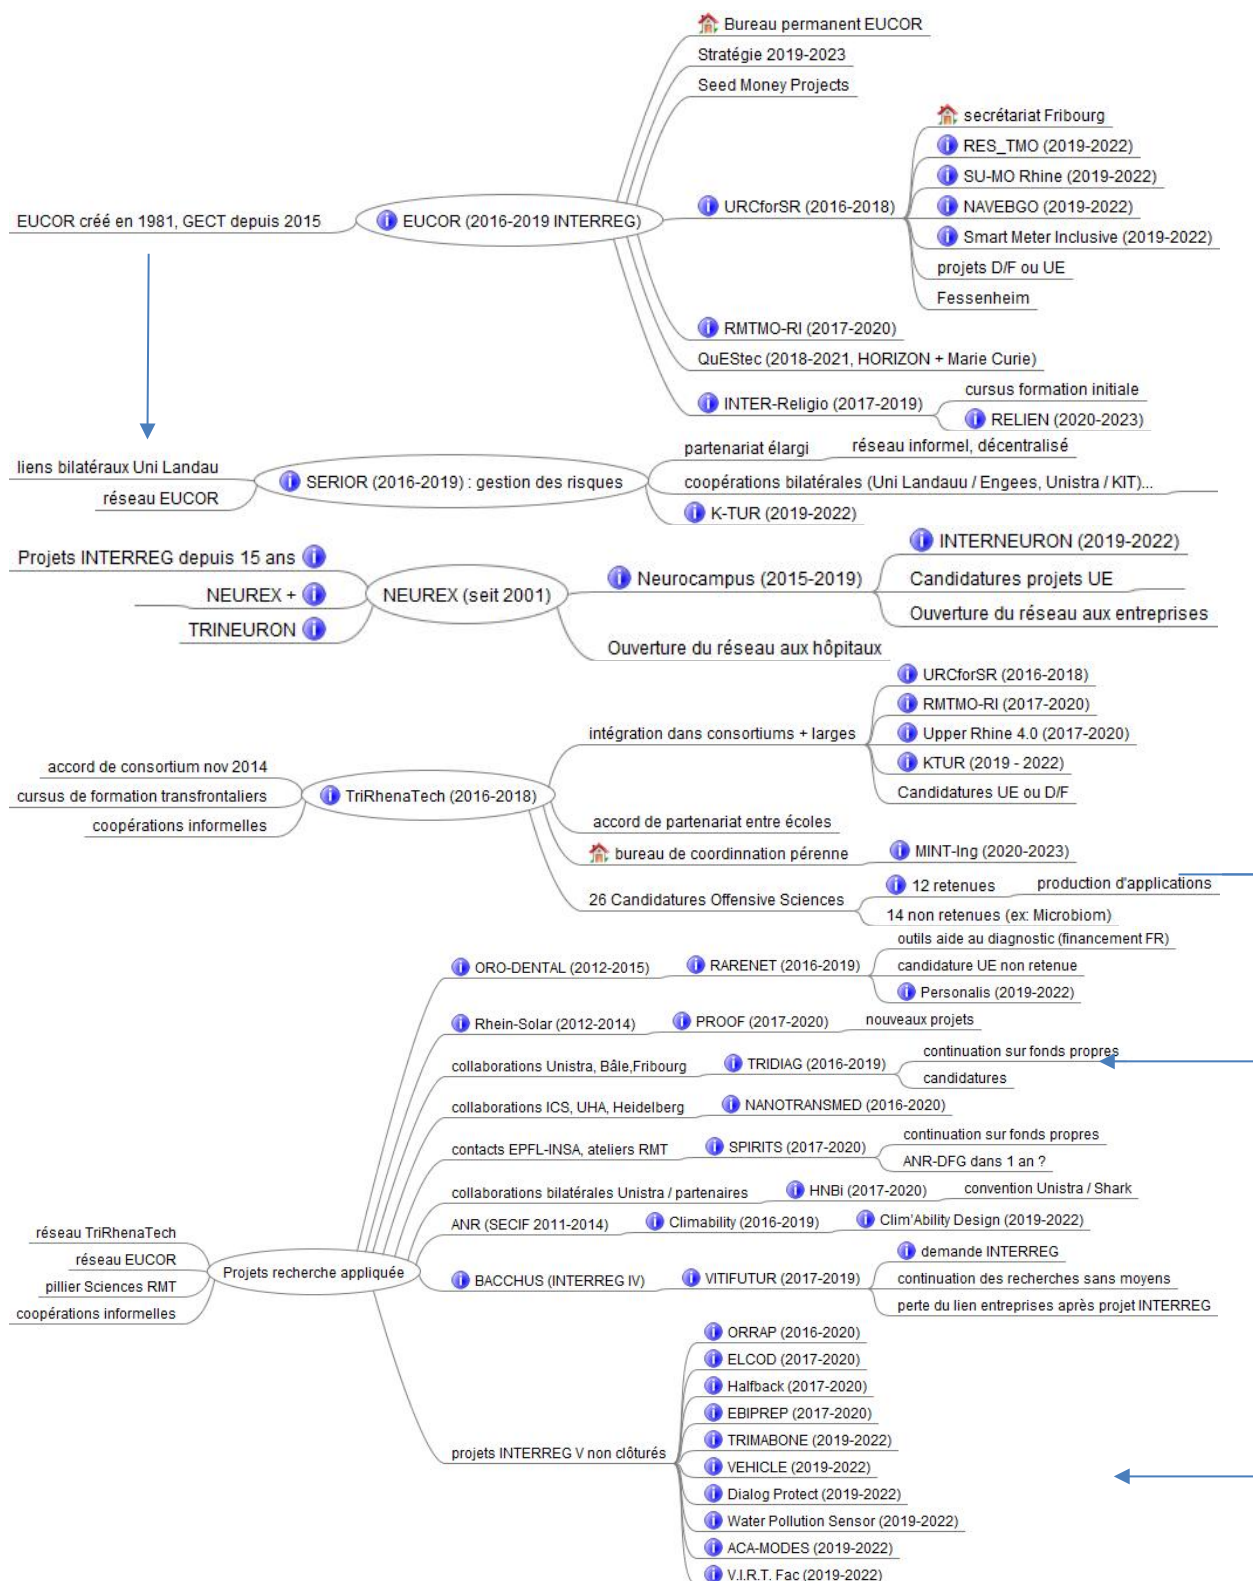 Bureau permanent EUCOR
Stratégie 2019-2023
Seed Money Projects
secrétariat Fribourg
RES_TMO (2019-2022)
SU-MO Rhine (2019-2022)
EUCOR créé en 1981, GECT depuis 2015
EUCOR (2016-2019 INTERREG)
URCforSR (2016-2018)
NAVEBGO (2019-2022)
Smart Meter Inclusive (2019-2022)
projets D/F ou UE
Fessenheim
RMTMO-RI (2017-2020)
QuEStec (2018-2021, HORIZON + Marie Curie)
INTER-Religio (2017-2019)
cursus formation initiale
RELIEN (2020-2023)
liens bilatéraux Uni Landau
réseau EUCOR
SERIOR (2016-2019) : gestion des risques
partenariat élargi
réseau informel, décentralisé
coopérations bilatérales (Uni Landauu / Engees, Unistra / KIT)...
K-TUR (2019-2022)
Projets INTERREG depuis 15 ans
NEUREX +
TRINEURON
NEUREX (seit 2001)
Neurocampus (2015-2019)
INTERNEURON (2019-2022)
Candidatures projets UE
Ouverture du réseau aux entreprises
Ouverture du réseau aux hôpitaux
accord de consortium nov 2014
cursus de formation transfrontaliers
coopérations informelles
TriRhenaTech (2016-2018)
intégration dans consortiums + larges
URCforSR (2016-2018)
RMTMO-RI (2017-2020)
Upper Rhine 4.0 (2017-2020)
KTUR (2019 - 2022)
Candidatures UE ou D/F
accord de partenariat entre écoles
bureau de coordinnation pérenne
MINT-Ing (2020-2023)
26 Candidatures Offensive Sciences
12 retenues
production d'applications
14 non retenues (ex: Microbiom)
réseau TriRhenaTech
réseau EUCOR
pillier Sciences RMT
coopérations informelles
Projets recherche appliquée
ORO-DENTAL (2012-2015)
RARENET (2016-2019)
outils aide au diagnostic (financement FR)
candidature UE non retenue
Personalis (2019-2022)
Rhein-Solar (2012-2014)
PROOF (2017-2020)
nouveaux projets
collaborations Unistra, Bâle,Fribourg
TRIDIAG (2016-2019)
continuation sur fonds propres
candidatures
collaborations ICS, UHA, Heidelberg
NANOTRANSMED (2016-2020)
contacts EPFL-INSA, ateliers RMT
SPIRITS (2017-2020)
continuation sur fonds propres
ANR-DFG dans 1 an ?
collaborations bilatérales Unistra / partenaires
HNBi (2017-2020)
convention Unistra / Shark
ANR (SECIF 2011-2014)
Climability (2016-2019)
Clim'Ability Design (2019-2022)
BACCHUS (INTERREG IV)
VITIFUTUR (2017-2019)
demande INTERREG
continuation des recherches sans moyens
perte du lien entreprises après projet INTERREG
projets INTERREG V non clôturés
ORRAP (2016-2020)
ELCOD (2017-2020)
Halfback (2017-2020)
EBIPREP (2017-2020)
TRIMABONE (2019-2022)
VEHICLE (2019-2022)
Dialog Protect (2019-2022)
Water Pollution Sensor (2019-2022)
ACA-MODES (2019-2022)
V.I.R.T. Fac (2019-2022)